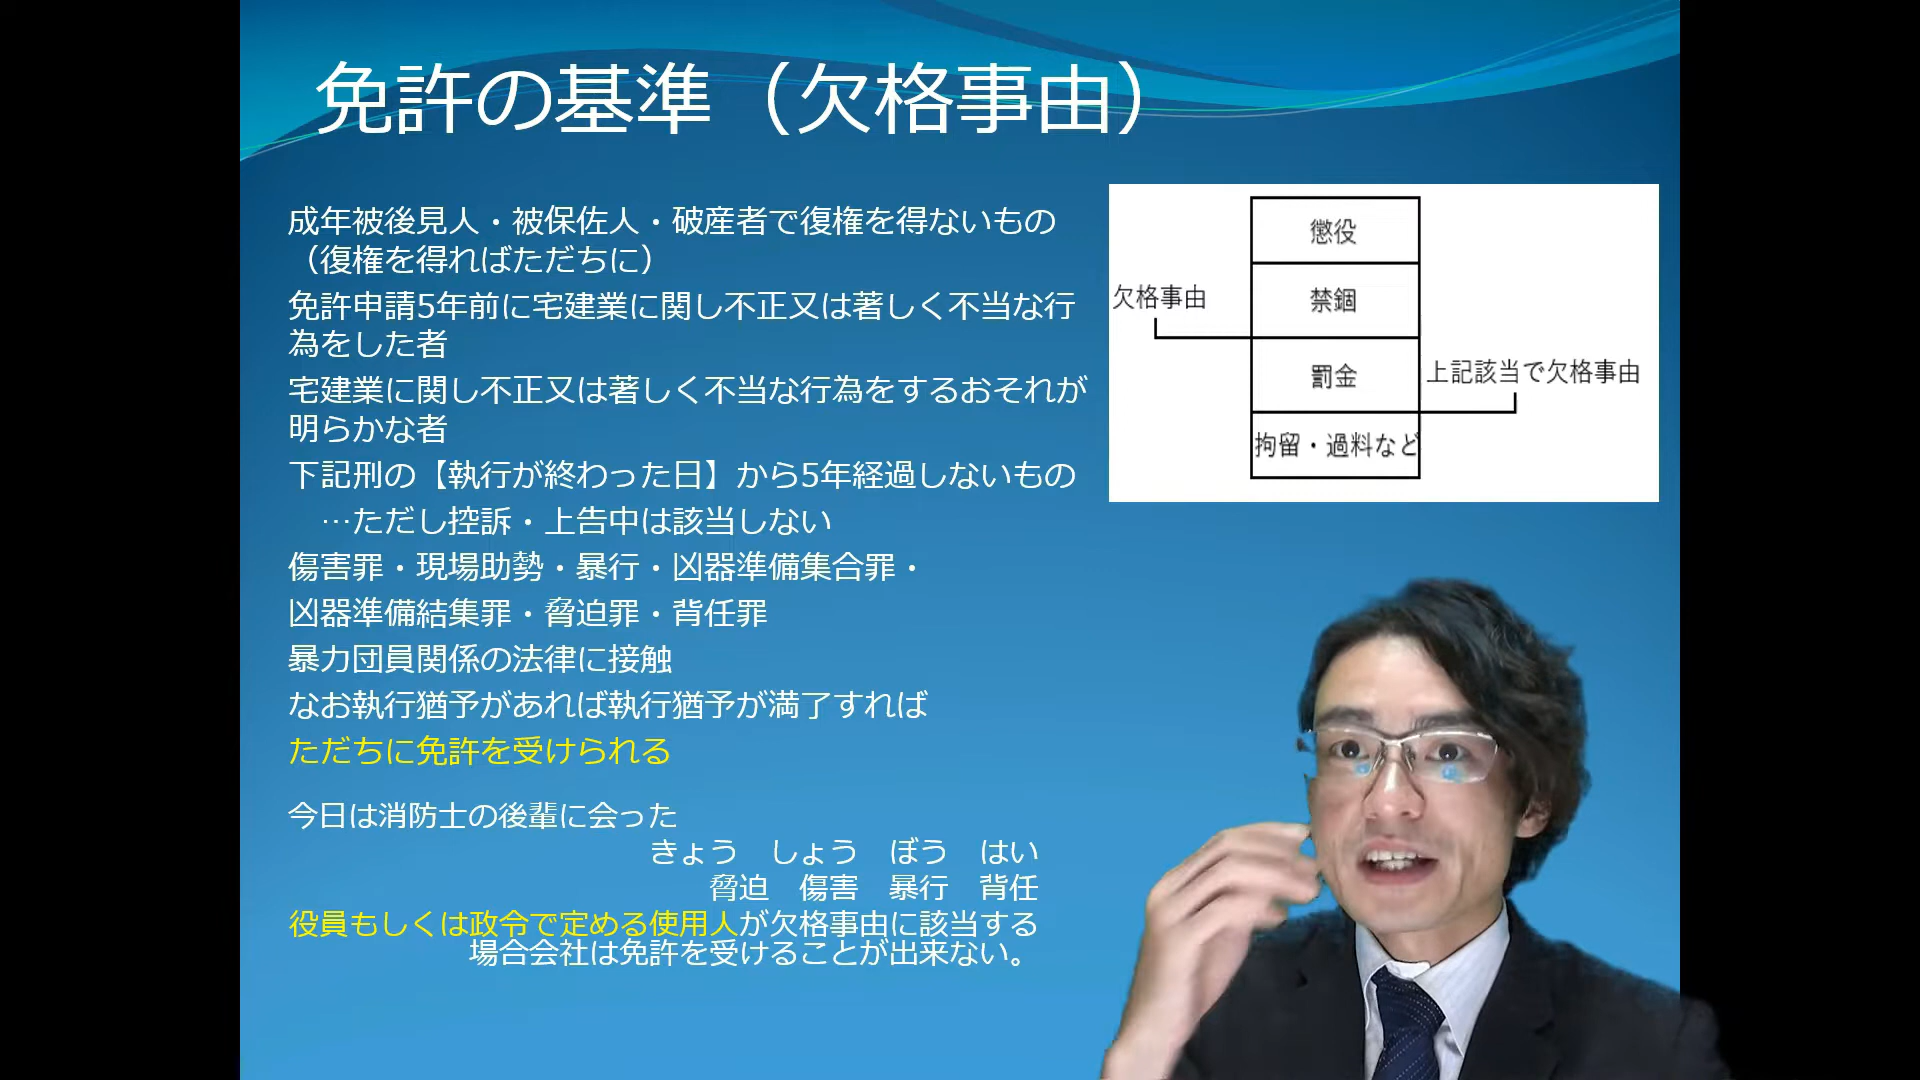 免許の基準（欠格事由）
成年被後見人・被保佐人・破産者で復権を得ないもの
（復権を得ればただちに）
免許申請5年前に宅建業に関し不正又は著しく不当な行
為をした者
宅建業に関し不正又は著しく不当な行為をするおそれが
明らかな者
下記刑の【執行が終わった日】から5年経過しないもの
…ただし控訴・上告中は該当しない
傷害罪・現場助勢・暴行・凶器準備集合罪・
凶器準備結集罪・脅迫罪・背任罪
暴力団員関係の法律に接触
なお執行猶予があれば執行猶予が満了すれば
ただちに免許を受けられる
今日は消防士の後輩に会った
きょう　しょう　ぼう　はい
脅迫　傷害　暴行　背任
役員もしくは政令で定める使用人が欠格事由に該当する
場合会社は免許を受けることが出来ない。
懲役
禁錮
欠格事由
罰金
上記該当で欠格事由
拘留・過料など